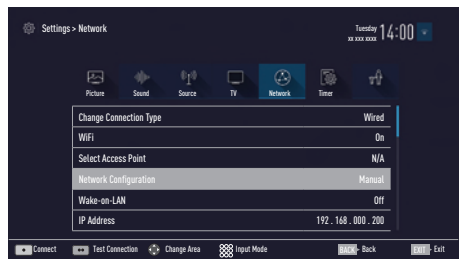 Settings > Network
Tuesday 14:00
xx xxx xxxx
Picture Sound Source TV Network Timer
Change Connection Type Wired
WiFi On
Select Access Point N/A
Network Configuration Manual
Wake-on-LAN Off
IP Address 192 . 168 . 000 . 200
Connect Test Connection Change Area Input Mode BACK - Back EXIT - Exit